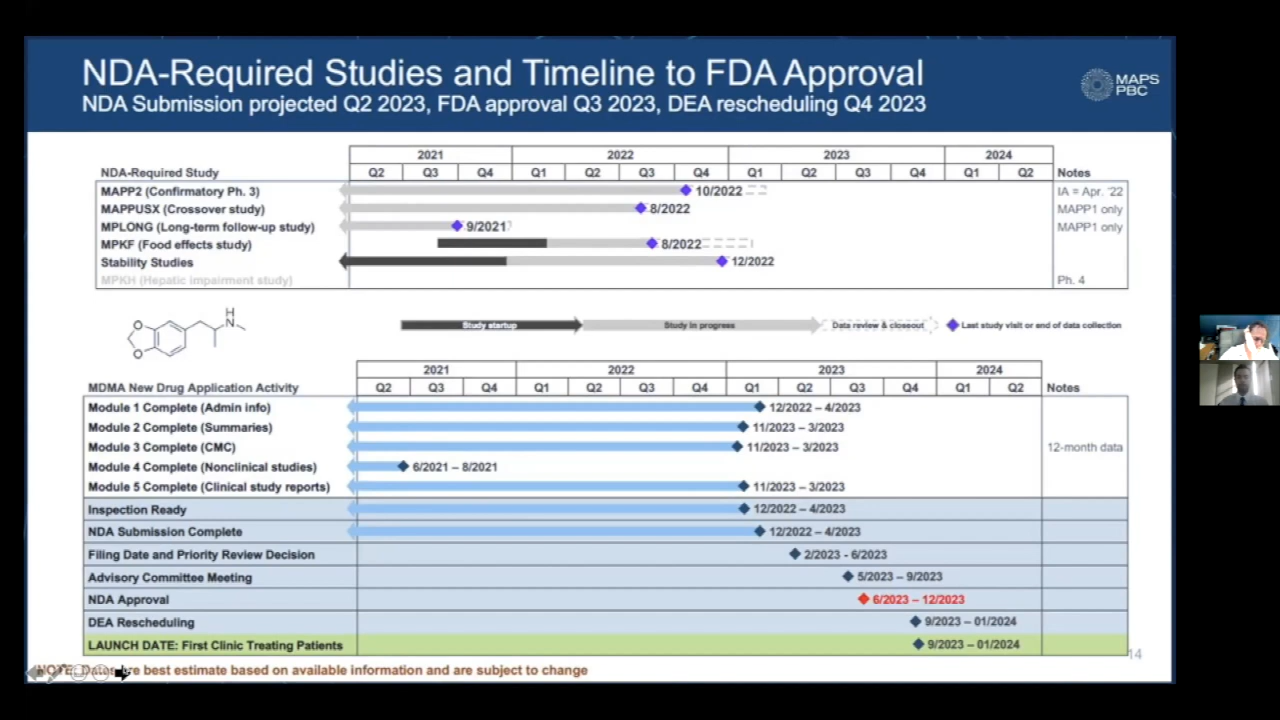 NDA-Required Studies and Timeline to FDA Approval
NDA Submission projected Q2 2023, FDA approval Q3 2023, DEA rescheduling Q4 2023
MAPS
PBC
2021 2022 2023 2024
NDA-Required Study Q2 Q3 Q4 Q1 Q2 Q3 Q4 Q1 Q2 Q3 Q4 Q1 Q2 Notes
MAPP2 (Confirmatory Ph. 3) 10/2022 IA = Apr. '22
MAPPUSX (Crossover study) 8/2022 MAPP1 only
MPLONG (Long-term follow-up study) 9/2021 MAPP1 only
MPKF (Food effects study) 8/2022
Stability Studies 12/2022
MPKH (Hepatic impairment study) Ph. 4
H
N
O
O
Study startup Study in progress Data review & closeout Last study visit or end of data collection
2021 2022 2023 2024
MDMA New Drug Application Activity Q2 Q3 Q4 Q1 Q2 Q3 Q4 Q1 Q2 Q3 Q4 Q1 Q2 Notes
Module 1 Complete (Admin info) 12/2022 – 4/2023
Module 2 Complete (Summaries) 11/2023 – 3/2023
Module 3 Complete (CMC) 11/2023 – 3/2023 12-month data
Module 4 Complete (Nonclinical studies) 6/2021 – 8/2021
Module 5 Complete (Clinical study reports) 11/2023 – 3/2023
Inspection Ready 12/2022 – 4/2023
NDA Submission Complete 12/2022 – 4/2023
Filing Date and Priority Review Decision 2/2023 - 6/2023
Advisory Committee Meeting 5/2023 – 9/2023
NDA Approval 6/2023 – 12/2023
DEA Rescheduling 9/2023 – 01/2024
LAUNCH DATE: First Clinic Treating Patients 9/2023 – 01/2024
14
NOTE: Dates are best estimate based on available information and are subject to change